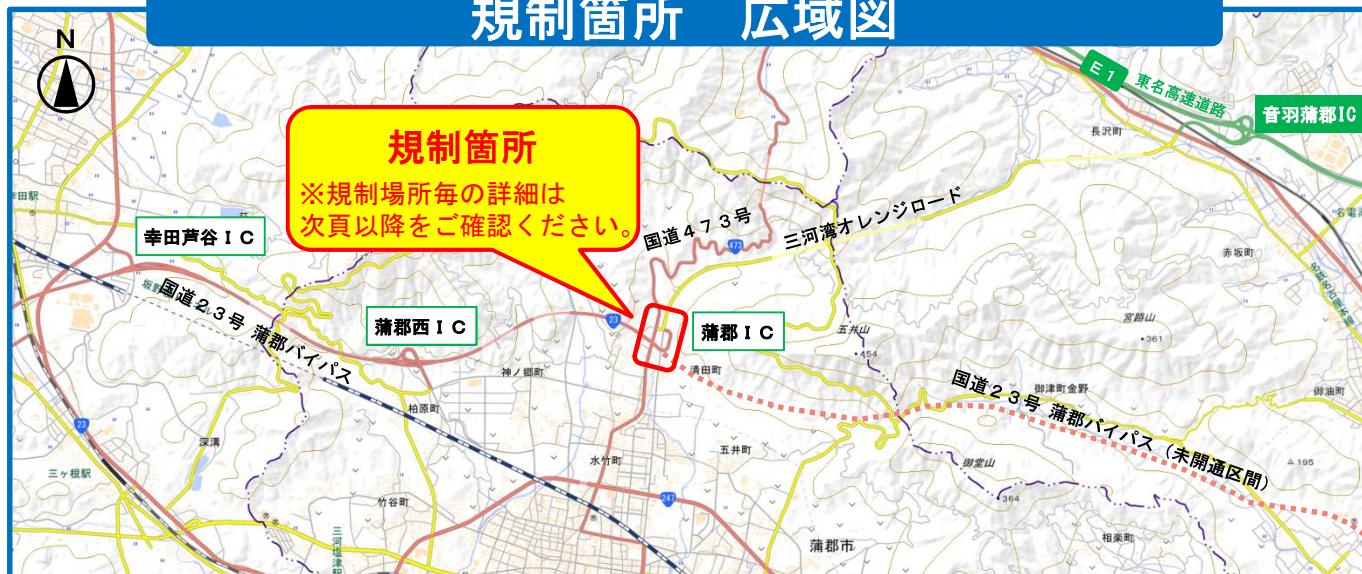 規制箇所　広域図
N
E1
東名高速道路
音羽蒲郡IC
長沢町
規制箇所
※規制場所毎の詳細は
次頁以降をご確認ください。
国道４７３号
473
三河湾オレンジロード
赤坂町
幸田芦谷ＩＣ
国道２３号 蒲郡バイパス
蒲郡西ＩＣ
23
蒲郡ＩＣ
五井山
・454
宮路山
・361
神ノ郷町
清田町
国道２３号 蒲郡バイパス（未開通区間）
御津町金野
御油町
柏原町
23
深溝
三ヶ根駅
水竹町
五井町
御堂山
・364
195
竹谷町
247
三河塩津駅
蒲郡市
相楽町